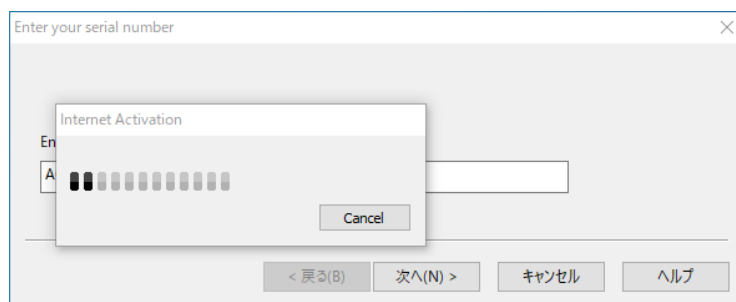 Enter your serial number
Internet Activation
En
A
Cancel
< 戻る(B)
次へ(N) >
キャンセル
ヘルプ